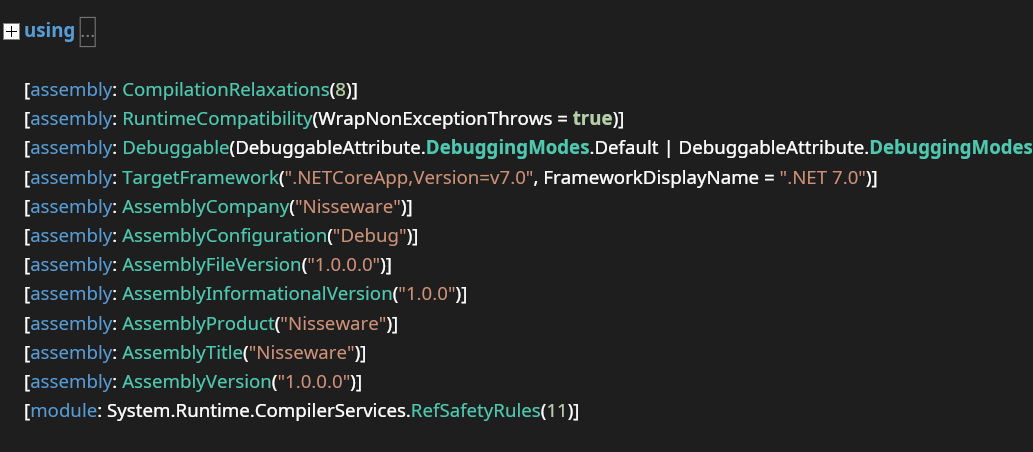 using ...
[assembly: CompilationRelaxations(8)]
[assembly: RuntimeCompatibility(WrapNonExceptionThrows = true)]
[assembly: Debuggable(DebuggableAttribute.DebuggingModes.Default | DebuggableAttribute.DebuggingModes
[assembly: TargetFramework(".NETCoreApp,Version=v7.0", FrameworkDisplayName = ".NET 7.0")]
[assembly: AssemblyCompany("Nisseware")]
[assembly: AssemblyConfiguration("Debug")]
[assembly: AssemblyFileVersion("1.0.0.0")]
[assembly: AssemblyInformationalVersion("1.0.0")]
[assembly: AssemblyProduct("Nisseware")]
[assembly: AssemblyTitle("Nisseware")]
[assembly: AssemblyVersion("1.0.0.0")]
[module: System.Runtime.CompilerServices.RefSafetyRules(11)]